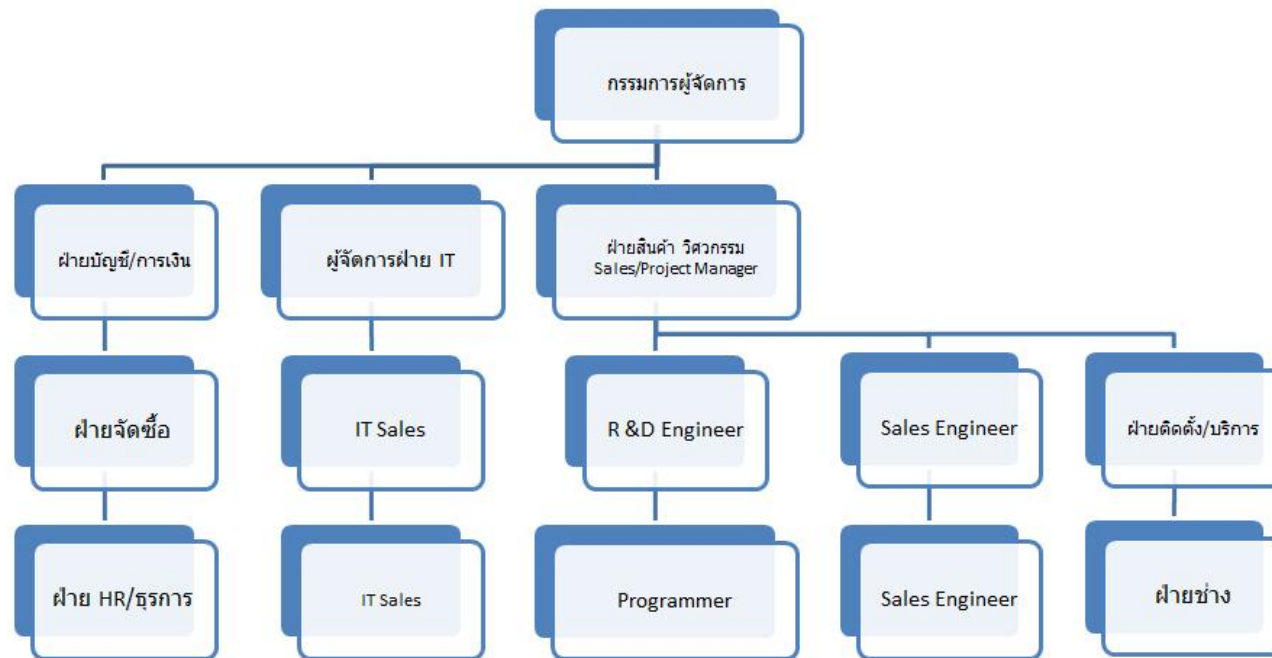 กรรมการผู้จัดการ
ฝ่ายบัญชี/การเงิน
ผู้จัดการฝ่าย IT
ฝ่ายสินค้า วิศวกรรม
Sales/Project Manager
ฝ่ายจัดซื้อ
IT Sales
R &D Engineer
Sales Engineer
ฝ่ายติดตั้ง/บริการ
ฝ่าย HR/ธุรการ
IT Sales
Programmer
Sales Engineer
ฝ่ายช่าง